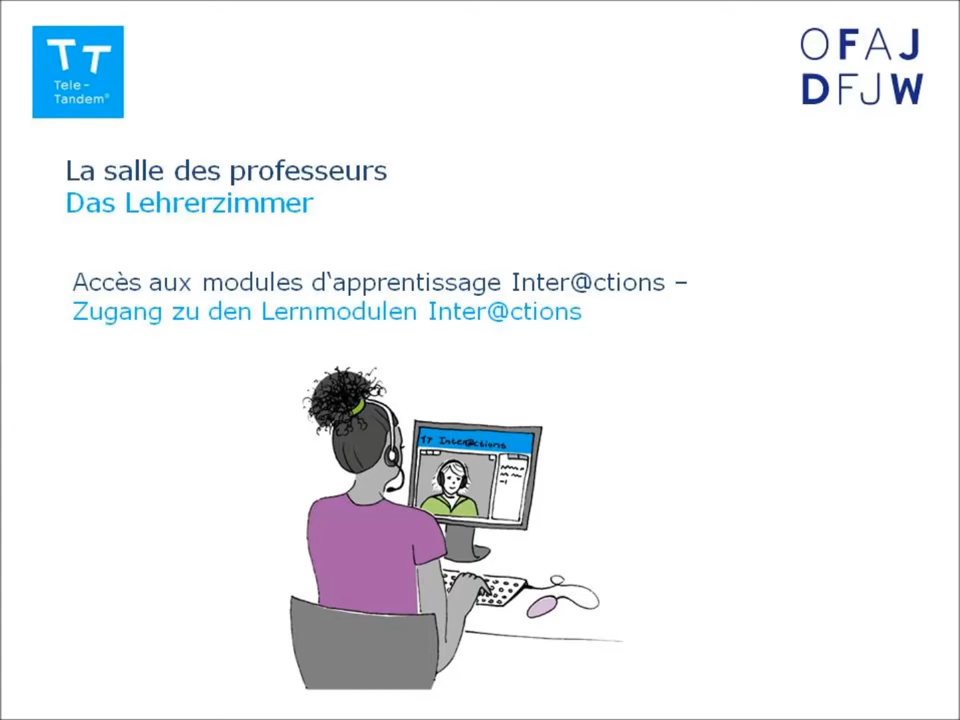 TT
Tele-
Tandem®
OFAJ
DFJW
La salle des professeurs
Das Lehrerzimmer
Accès aux modules d'apprentissage Inter@ctions –
Zugang zu den Lernmodulen Inter@ctions
TT Inter@ctions